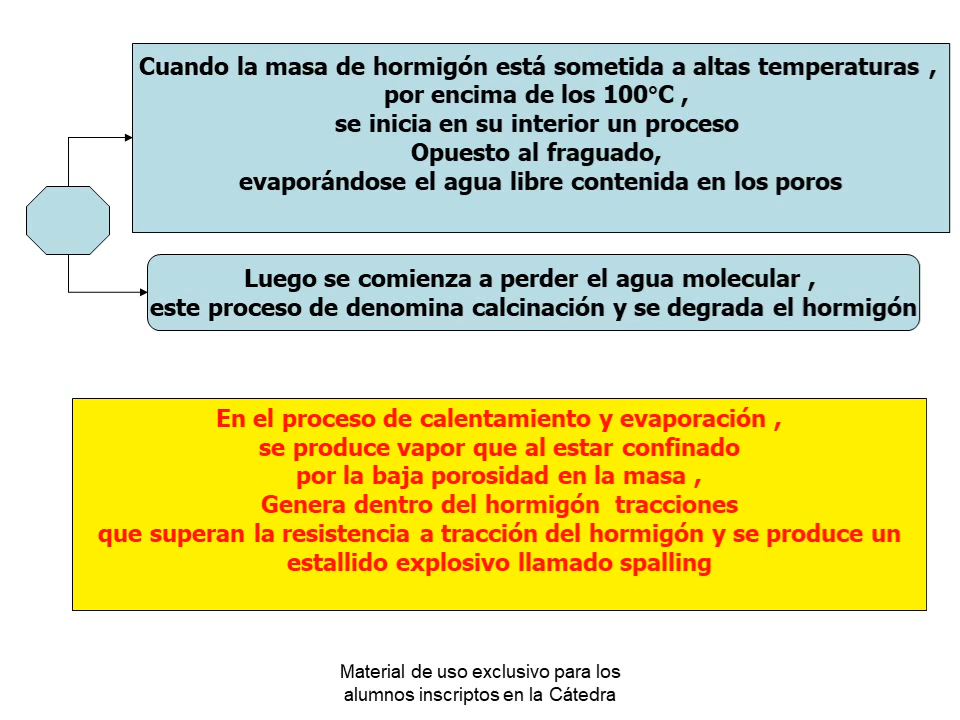 Cuando la masa de hormigón está sometida a altas temperaturas ,
por encima de los 100°C ,
se inicia en su interior un proceso
Opuesto al fraguado,
evaporándose el agua libre contenida en los poros
Luego se comienza a perder el agua molecular ,
este proceso de denomina calcinación y se degrada el hormigón
En el proceso de calentamiento y evaporación ,
se produce vapor que al estar confinado
por la baja porosidad en la masa ,
Genera dentro del hormigón  tracciones
que superan la resistencia a tracción del hormigón y se produce un
estallido explosivo llamado spalling
Material de uso exclusivo para los
alumnos inscriptos en la Cátedra